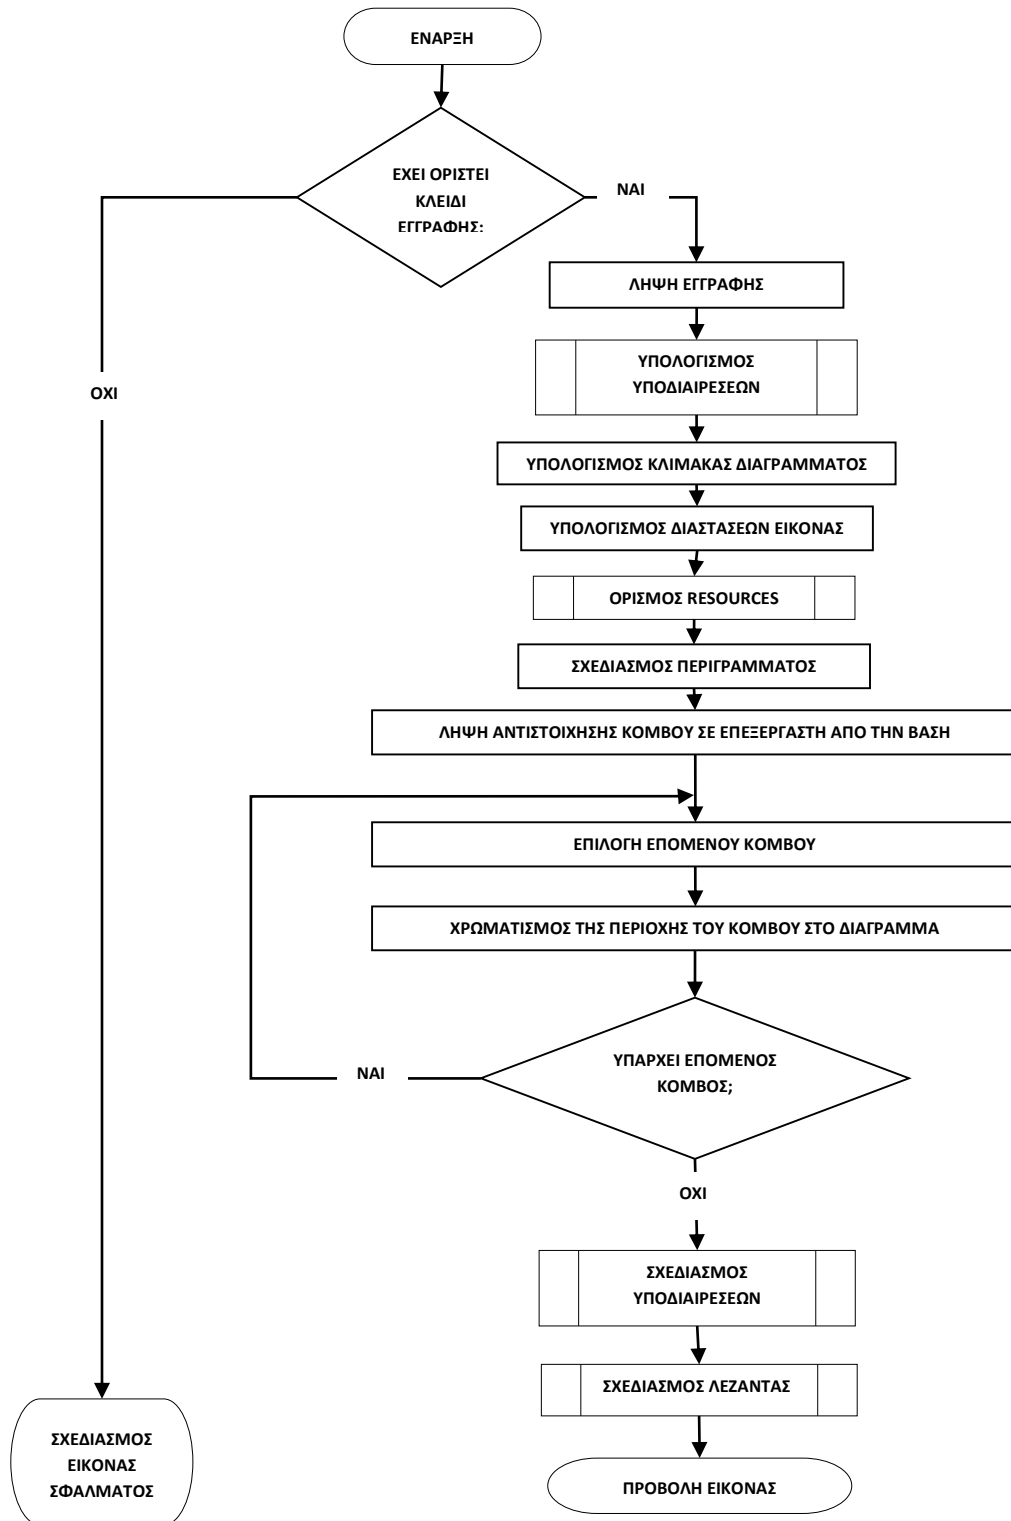 ΕΝΑΡΞΗ
ΕΧΕΙ ΟΡΙΣΤΕΙ
ΚΛΕΙΔΙ
ΕΓΓΡΑΦΗΣ;
ΝΑΙ
ΛΗΨΗ ΕΓΓΡΑΦΗΣ
ΥΠΟΛΟΓΙΣΜΟΣ
ΥΠΟΔΙΑΙΡΕΣΕΩΝ
ΟΧΙ
ΥΠΟΛΟΓΙΣΜΟΣ ΚΛΙΜΑΚΑΣ ΔΙΑΓΡΑΜΜΑΤΟΣ
ΥΠΟΛΟΓΙΣΜΟΣ ΔΙΑΣΤΑΣΕΩΝ ΕΙΚΟΝΑΣ
ΟΡΙΣΜΟΣ RESOURCES
ΣΧΕΔΙΑΣΜΟΣ ΠΕΡΙΓΡΑΜΜΑΤΟΣ
ΛΗΨΗ ΑΝΤΙΣΤΟΙΧΗΣΗΣ ΚΟΜΒΟΥ ΣΕ ΕΠΕΞΕΡΓΑΣΤΗ ΑΠΟ ΤΗΝ ΒΑΣΗ
ΕΠΙΛΟΓΗ ΕΠΟΜΕΝΟΥ ΚΟΜΒΟΥ
ΧΡΩΜΑΤΙΣΜΟΣ ΤΗΣ ΠΕΡΙΟΧΗΣ ΤΟΥ ΚΟΜΒΟΥ ΣΤΟ ΔΙΑΓΡΑΜΜΑ
ΥΠΑΡΧΕΙ ΕΠΟΜΕΝΟΣ
ΚΟΜΒΟΣ;
ΝΑΙ
ΟΧΙ
ΣΧΕΔΙΑΣΜΟΣ
ΥΠΟΔΙΑΙΡΕΣΕΩΝ
ΣΧΕΔΙΑΣΜΟΣ ΛΕΖΑΝΤΑΣ
ΣΧΕΔΙΑΣΜΟΣ
ΕΙΚΟΝΑΣ
ΣΦΑΛΜΑΤΟΣ
ΠΡΟΒΟΛΗ ΕΙΚΟΝΑΣ